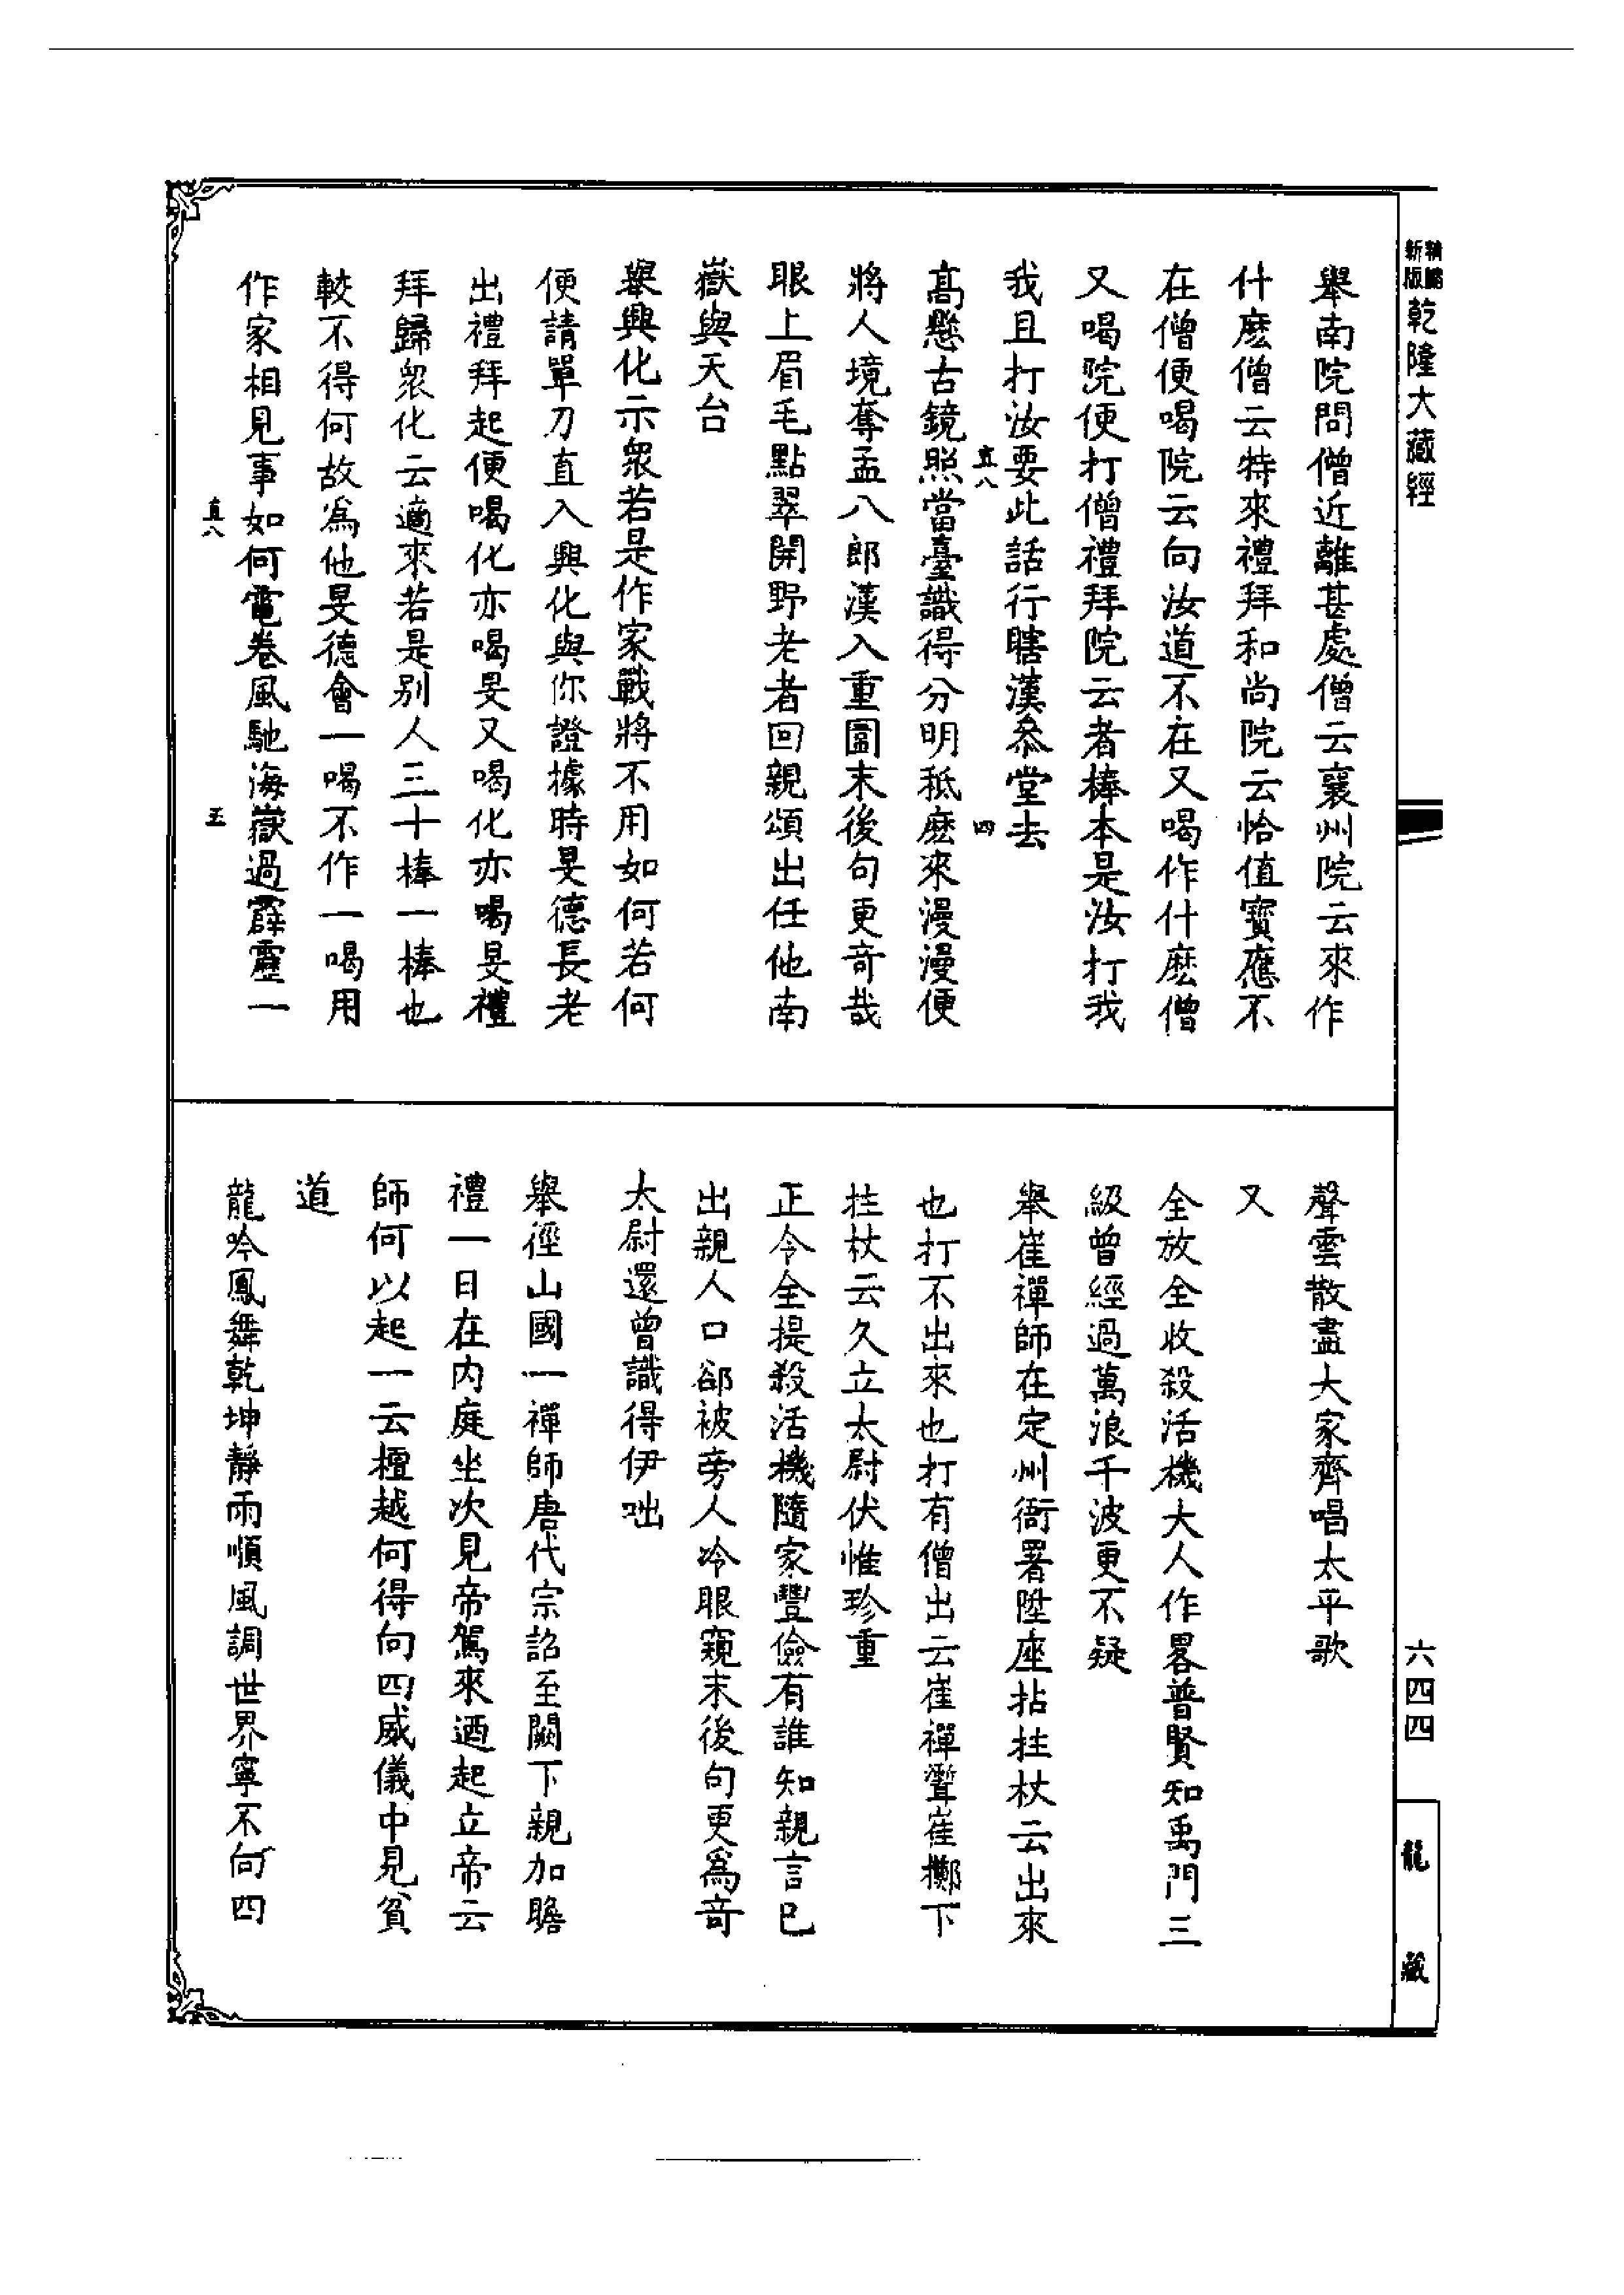 新版精縮乾隆大藏經
舉南院問僧近離甚處僧云襄州院云來作
什麽僧云特來禮拜和尚院云恰值寳應不
在僧便喝院云向汝道不在又喝作什麽僧
又喝院便打僧禮拜院云者棒本是汝打我
我且打汝要此話行瞎漢叅堂去
直八　四
髙懸古鏡照當臺識得分明秪麽來漫漫便
將人境奪孟八郎漢入重圍末後句更奇哉
眼上眉毛點翠開野老者回親頌出任他南
嶽與天台
舉興化示衆若是作家戰將不用如何若何
便請單刀直入興化與你證據時旻德長老
出禮拜起便喝化亦喝旻又喝化亦喝旻禮
拜歸衆化云適來若是别人三十棒一棒也
較不得何故爲他旻德會一喝不作一喝用
作家相見事如何電卷風馳海嶽過霹靂一
直八　五
聲雲散盡大家齊唱太平歌
又
全放全收殺活機大人作畧普賢知禹門三
級曾經過萬浪千波更不疑
舉崔禪師在定州衙署陞座拈拄杖云出來
也打不出來也打有僧出云崔禪聻崔擲下
拄杖云久立太尉伏惟珍重
正令全提殺活機隨家豐儉有誰知親言已
出親人口卻被旁人冷眼窺末後句更爲竒
太尉還曾識得伊咄
舉徑山國一禪師唐代宗詔至闕下親加瞻
禮一日在内庭坐次見帝駕來迺起立帝云
師何以起一云檀越何得向四威儀中見貧
道
龍吟鳳舞乾坤靜雨順風調世界寧不向四
六四四
龍藏